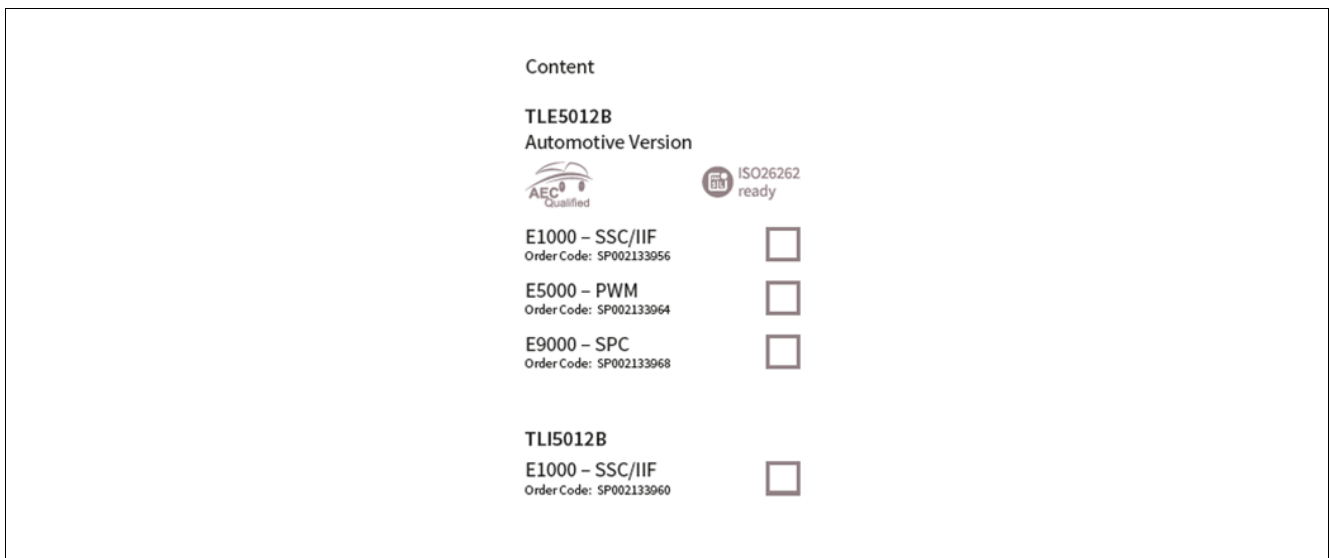 Content
TLE5012B
Automotive Version
AEC
Qualified
ISO26262
ready
E1000 – SSC/IIF
Order Code: SP002133956
E5000 – PWM
Order Code: SP002133964
E9000 – SPC
Order Code: SP002133968
TLI5012B
E1000 – SSC/IIF
Order Code: SP002133960